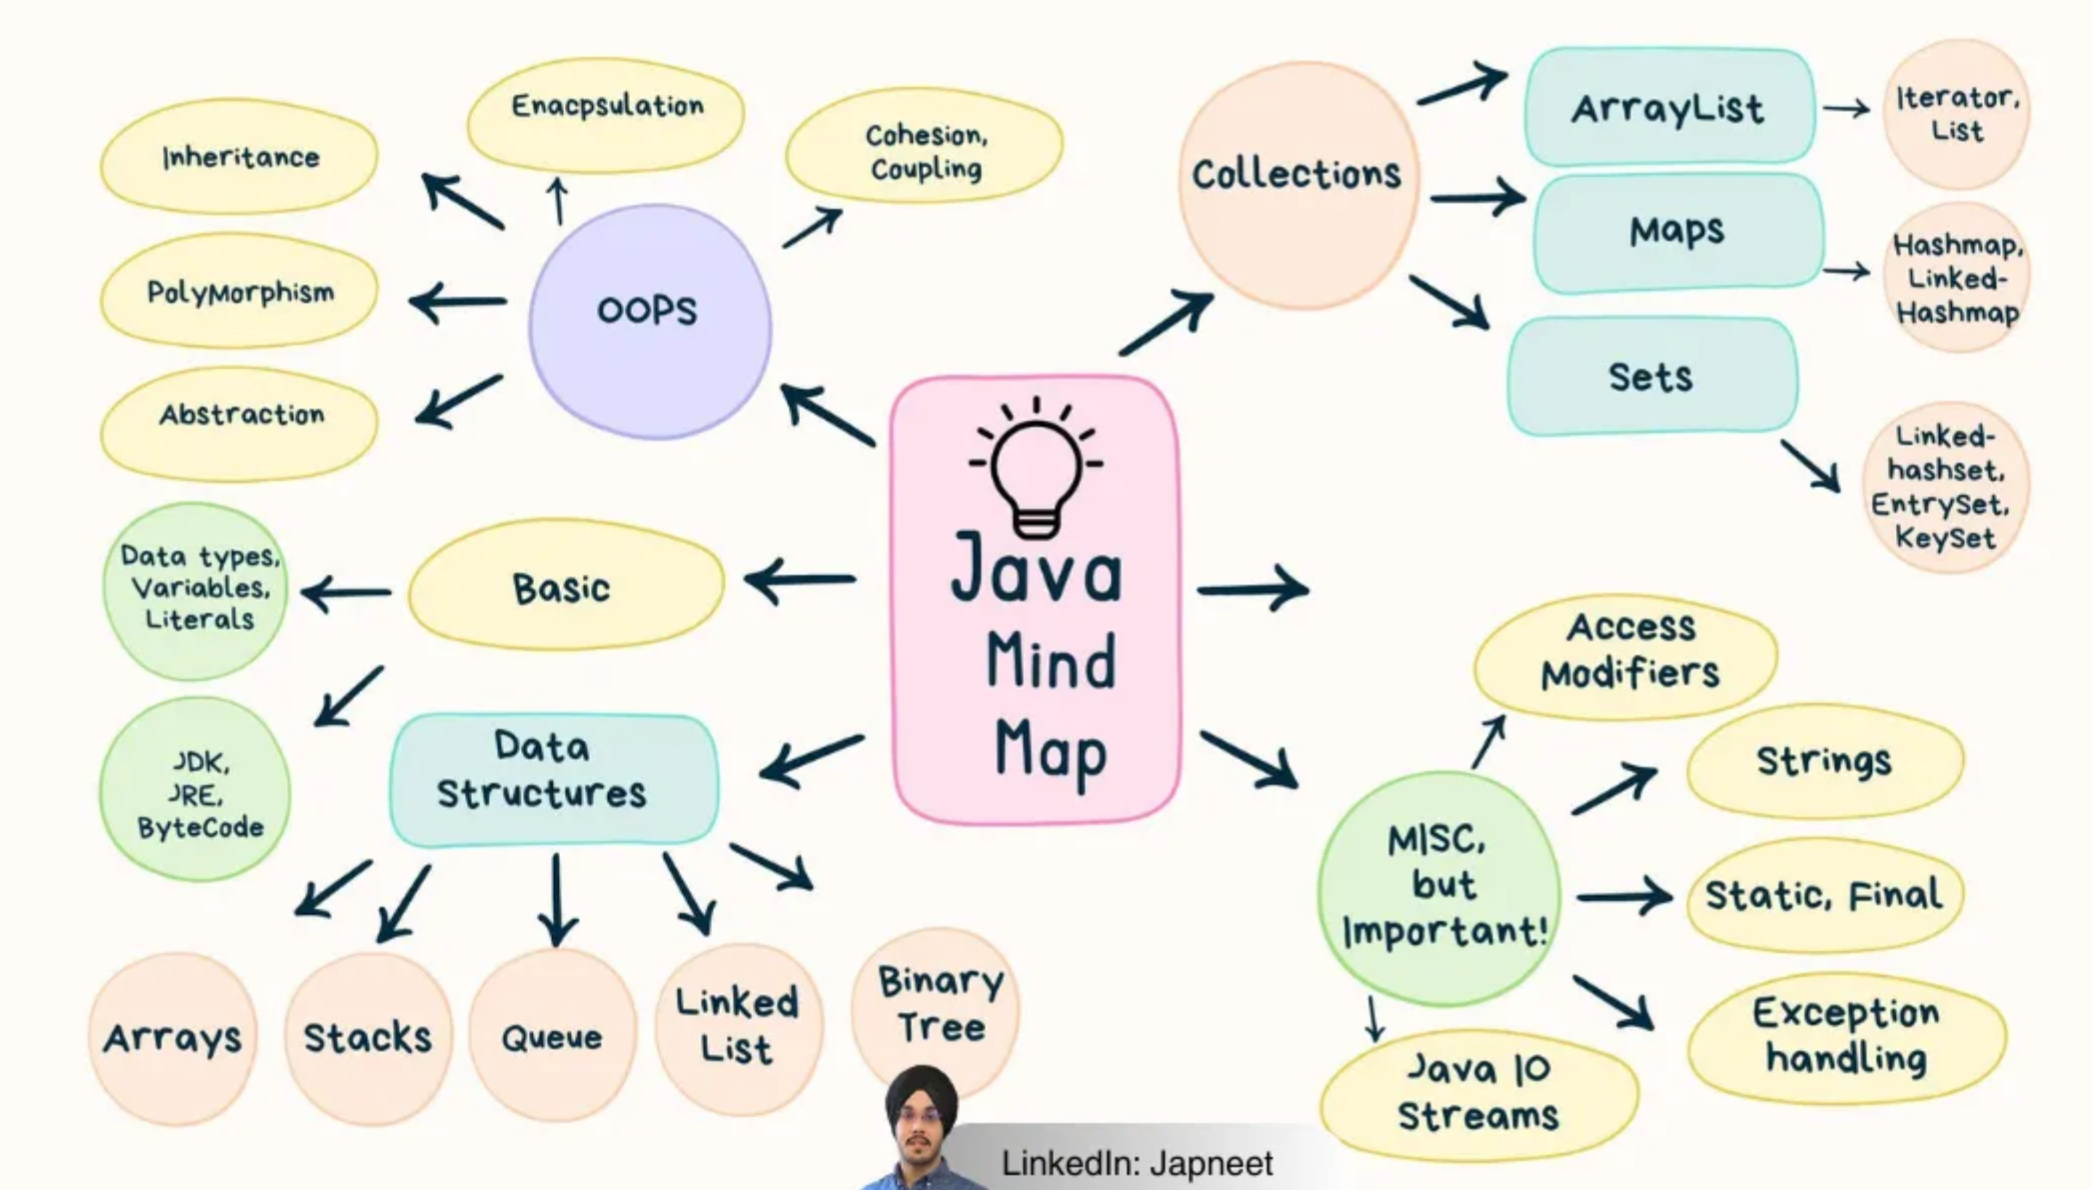 Java
Mind
Map
OOPS
Inheritance
Enacpsulation
Cohesion,
Coupling
PolyMorphism
Abstraction
Basic
Data types,
Variables,
Literals
JDK,
JRE,
ByteCode
Data
Structures
Arrays
Stacks
Queue
Linked
List
Binary
Tree
Collections
ArrayList
Iterator,
List
Maps
Hashmap,
Linked-
Hashmap
Sets
Linked-
hashset,
EntrySet,
KeySet
MISC,
but
Important!
Access
Modifiers
Strings
Static, Final
Exception
handling
Java 10
Streams
LinkedIn: Japneet